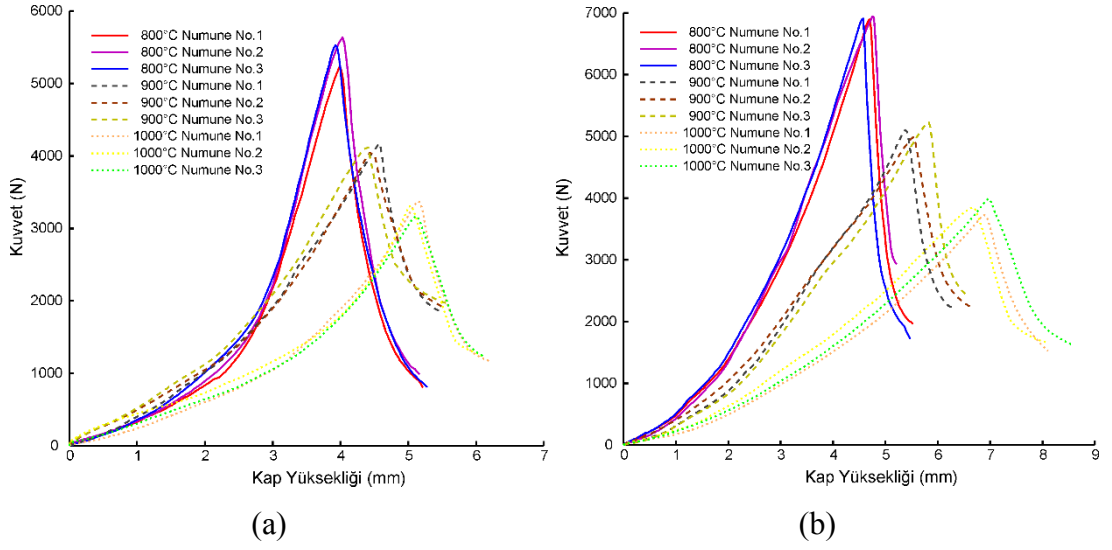 6000
5000
4000
3000
2000
1000
0
Kuvvet (N)
800°C Numune No.1
800°C Numune No.2
800°C Numune No.3
900°C Numune No.1
900°C Numune No.2
900°C Numune No.3
1000°C Numune No.1
1000°C Numune No.2
1000°C Numune No.3
0 1 2 3 4 5 6 7
Kap Yüksekliği (mm)
(a)
7000
6000
5000
4000
3000
2000
1000
0
Kuvvet (N)
800°C Numune No.1
800°C Numune No.2
800°C Numune No.3
900°C Numune No.1
900°C Numune No.2
900°C Numune No.3
1000°C Numune No.1
1000°C Numune No.2
1000°C Numune No.3
0 1 2 3 4 5 6 7 8 9
Kap Yüksekliği (mm)
(b)